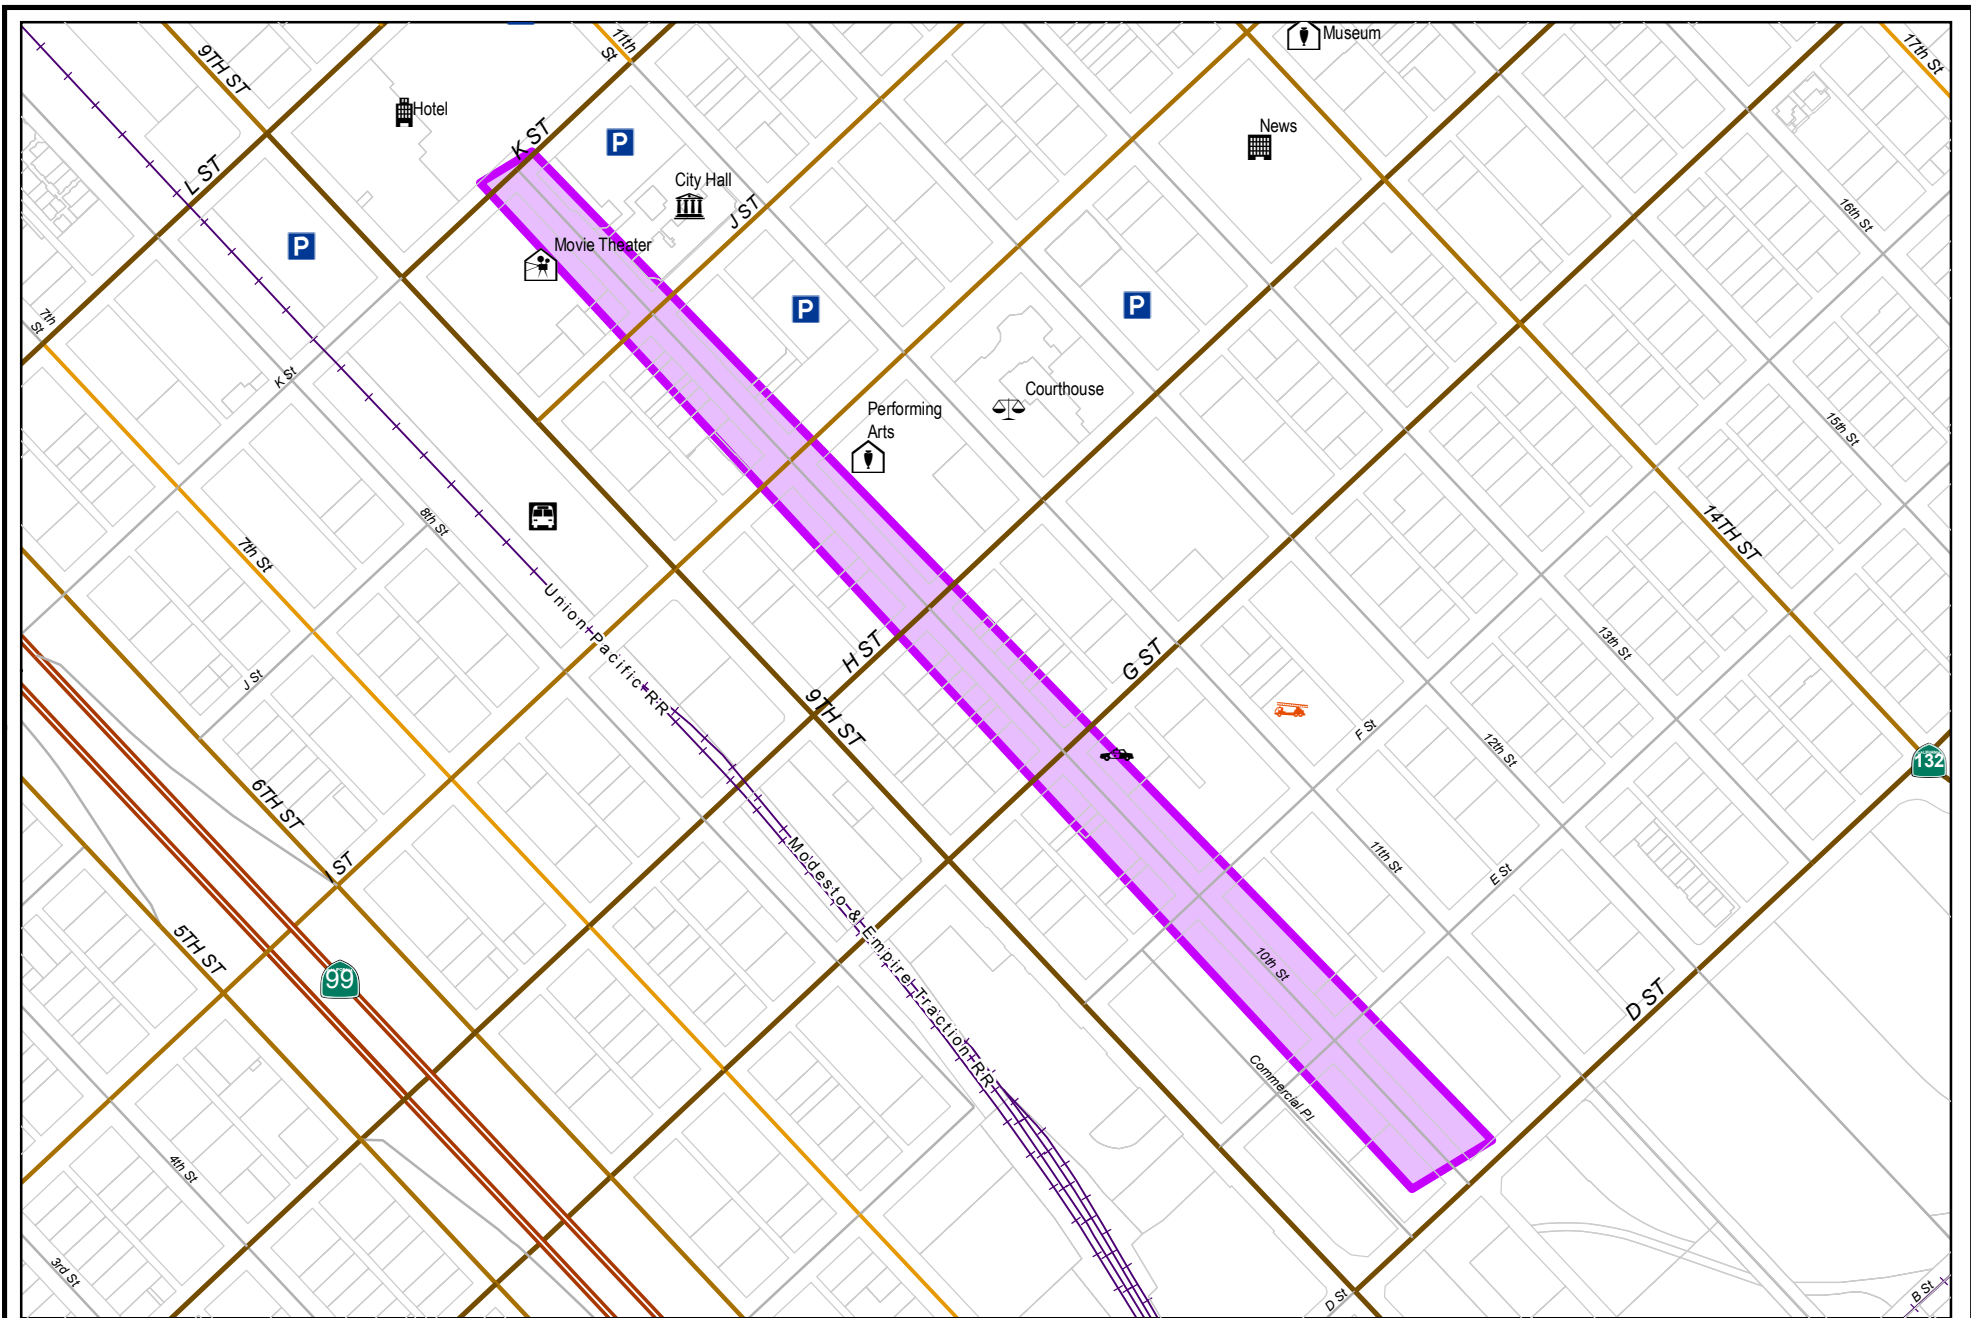 9TH ST
11th
St
Museum
17th St
Hotel
K ST
P
News
L ST
City Hall
J ST
16th St
P
Movie Theater
P
P
7th
St
K St
Courthouse
Performing
Arts
15th St
8th St
7th St
14TH ST
Union Pacific RR
H ST
G ST
13th St
J St
9TH ST
F St
12th St
132
6TH ST
I ST
Modesto & Empire Traction RR
11th St
E St
5TH ST
99
10th St
D ST
Commercial Pl
4th St
3rd St
D St
B St